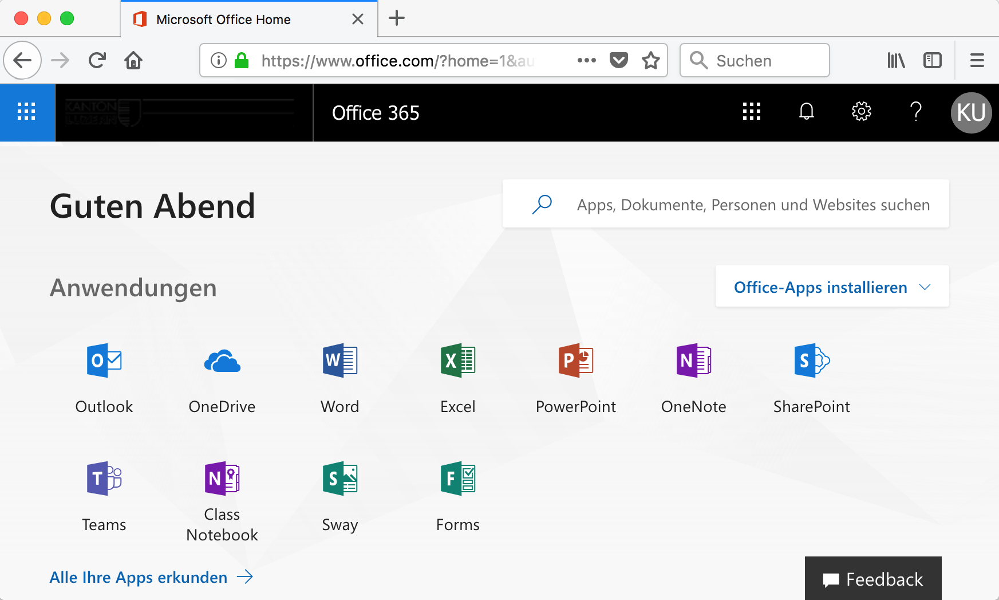 Microsoft Office Home
https://www.office.com/?home=1&au
Suchen
KANTON
LUZERN
Office 365
KU
Guten Abend
Apps, Dokumente, Personen und Websites suchen
Anwendungen
Office-Apps installieren
Outlook OneDrive Word Excel PowerPoint OneNote SharePoint
Teams Class Notebook Sway Forms
Alle Ihre Apps erkunden
Feedback